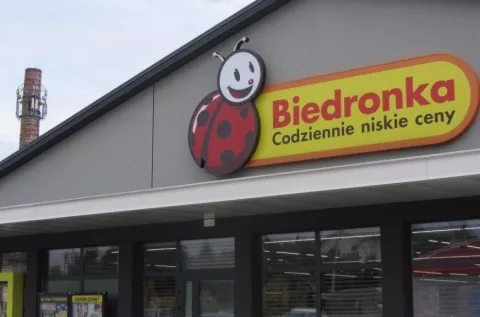 Biedronka
Codziennie niskie ceny